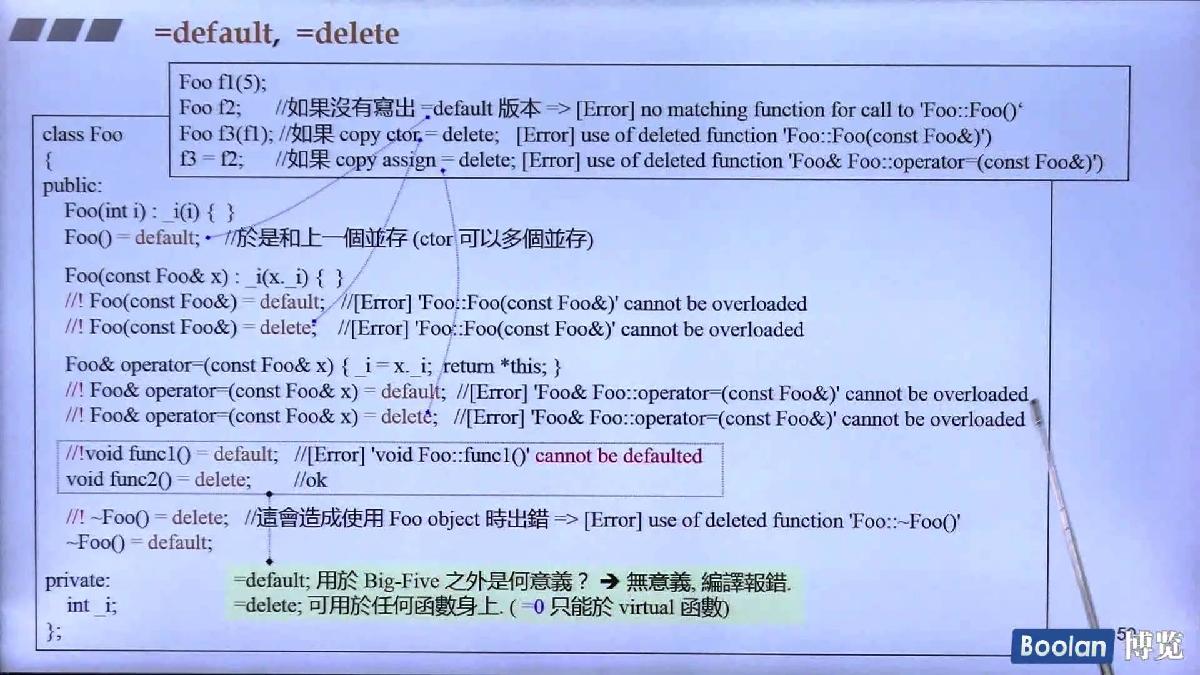 =default, =delete
Foo f1(5);
Foo f2; //如果沒有寫出 =default 版本 => [Error] no matching function for call to 'Foo::Foo()‘
Foo f3(f1); //如果 copy ctor = delete; [Error] use of deleted function 'Foo::Foo(const Foo&)')
f3 = f2; //如果 copy assign = delete; [Error] use of deleted function 'Foo& Foo::operator=(const Foo&)')
class Foo
{
public:
Foo(int i) : _i(i) { }
Foo() = default; //於是和上一個並存 (ctor 可以多個並存)
Foo(const Foo& x) : _i(x._i) { }
//! Foo(const Foo&) = default; //[Error] 'Foo::Foo(const Foo&)' cannot be overloaded
//! Foo(const Foo&) = delete; //[Error] 'Foo::Foo(const Foo&)' cannot be overloaded
Foo& operator=(const Foo& x) { _i = x._i; return *this; }
//! Foo& operator=(const Foo& x) = default; //[Error] 'Foo& Foo::operator=(const Foo&)' cannot be overloaded
//! Foo& operator=(const Foo& x) = delete; //[Error] 'Foo& Foo::operator=(const Foo&)' cannot be overloaded
//!void func1() = default; //[Error] 'void Foo::func1()' cannot be defaulted
void func2() = delete; //ok
//! ~Foo() = delete; //這會造成使用 Foo object 時出錯 => [Error] use of deleted function 'Foo::~Foo()'
~Foo() = default;
private:
int _i;
};
=default; 用於 Big-Five 之外是何意義？ ➔ 無意義, 編譯報錯.
=delete; 可用於任何函數身上. ( =0 只能於 virtual 函數)
Boolan 博览